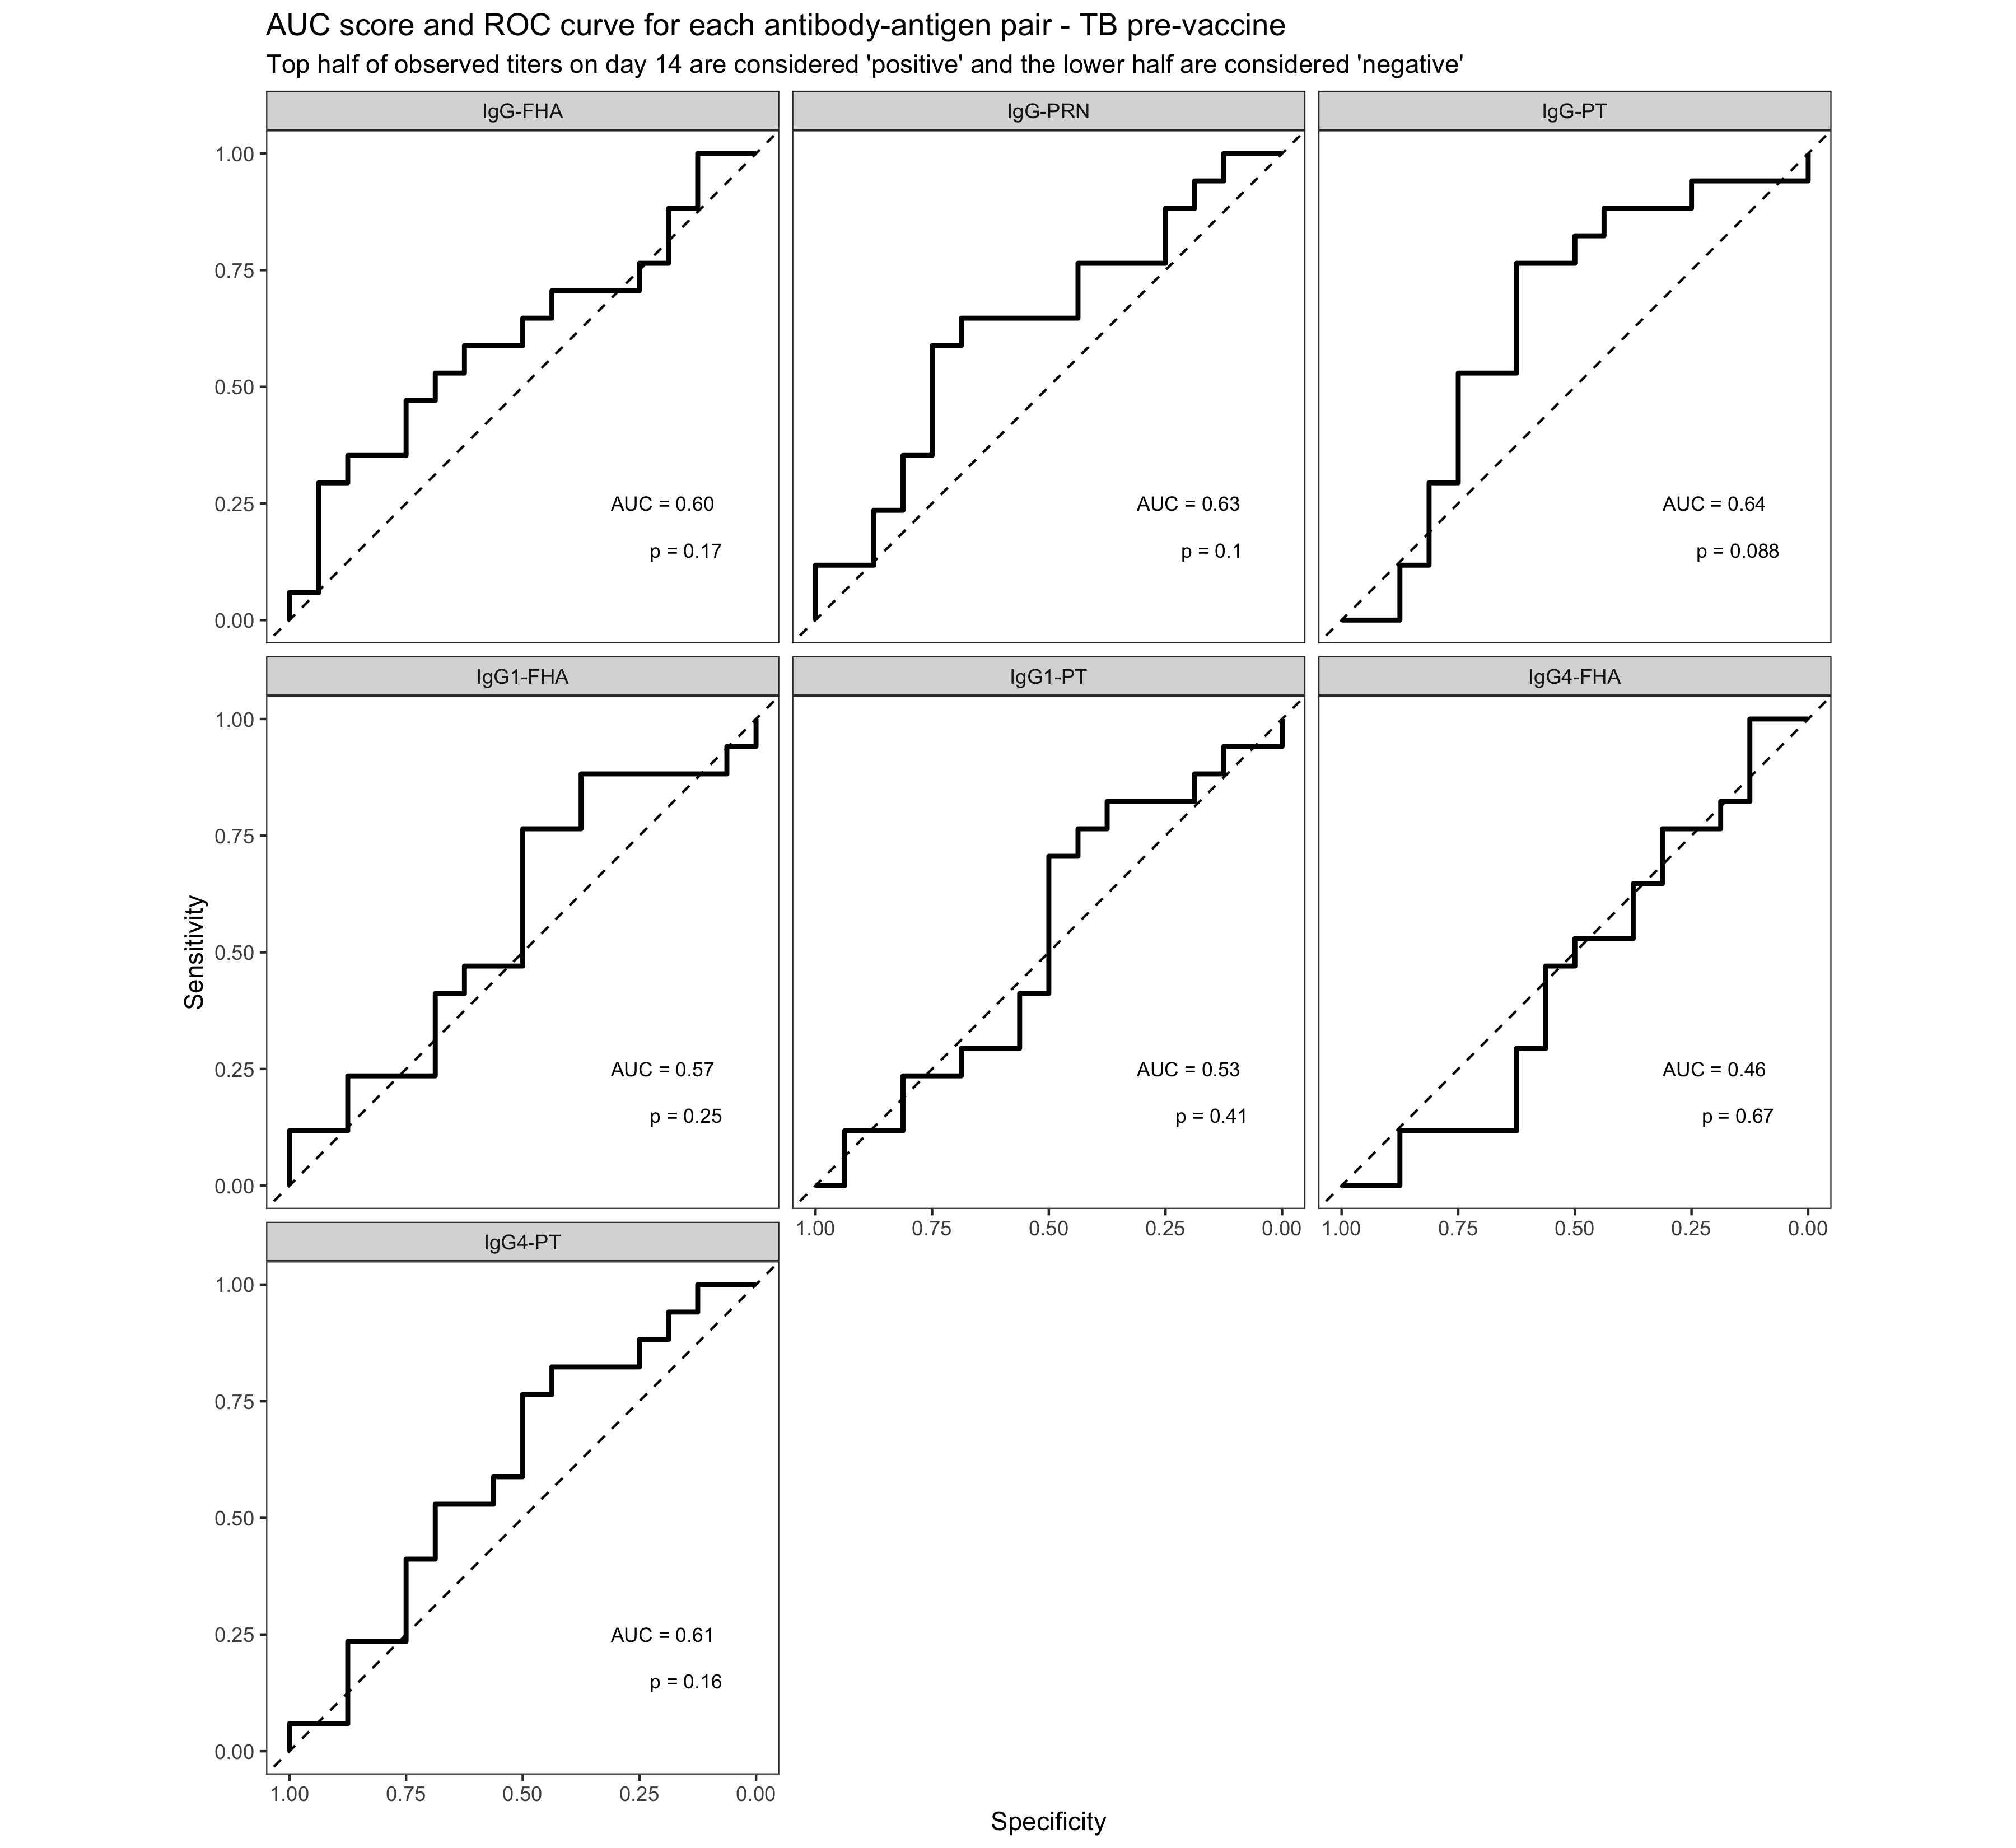 AUC score and ROC curve for each antibody-antigen pair - TB pre-vaccine
Top half of observed titers on day 14 are considered 'positive' and the lower half are considered 'negative'
IgG-FHA
IgG-PRN
IgG-PT
1.00
0.75
0.50
0.25
0.00
AUC = 0.60
p = 0.17
AUC = 0.63
p = 0.1
AUC = 0.64
p = 0.088
IgG1-FHA
IgG1-PT
IgG4-FHA
Sensitivity
1.00
0.75
0.50
0.25
0.00
AUC = 0.57
p = 0.25
AUC = 0.53
p = 0.41
AUC = 0.46
p = 0.67
1.00 0.75 0.50 0.25 0.00
1.00 0.75 0.50 0.25 0.00
IgG4-PT
1.00
0.75
0.50
0.25
0.00
AUC = 0.61
p = 0.16
1.00 0.75 0.50 0.25 0.00
Specificity